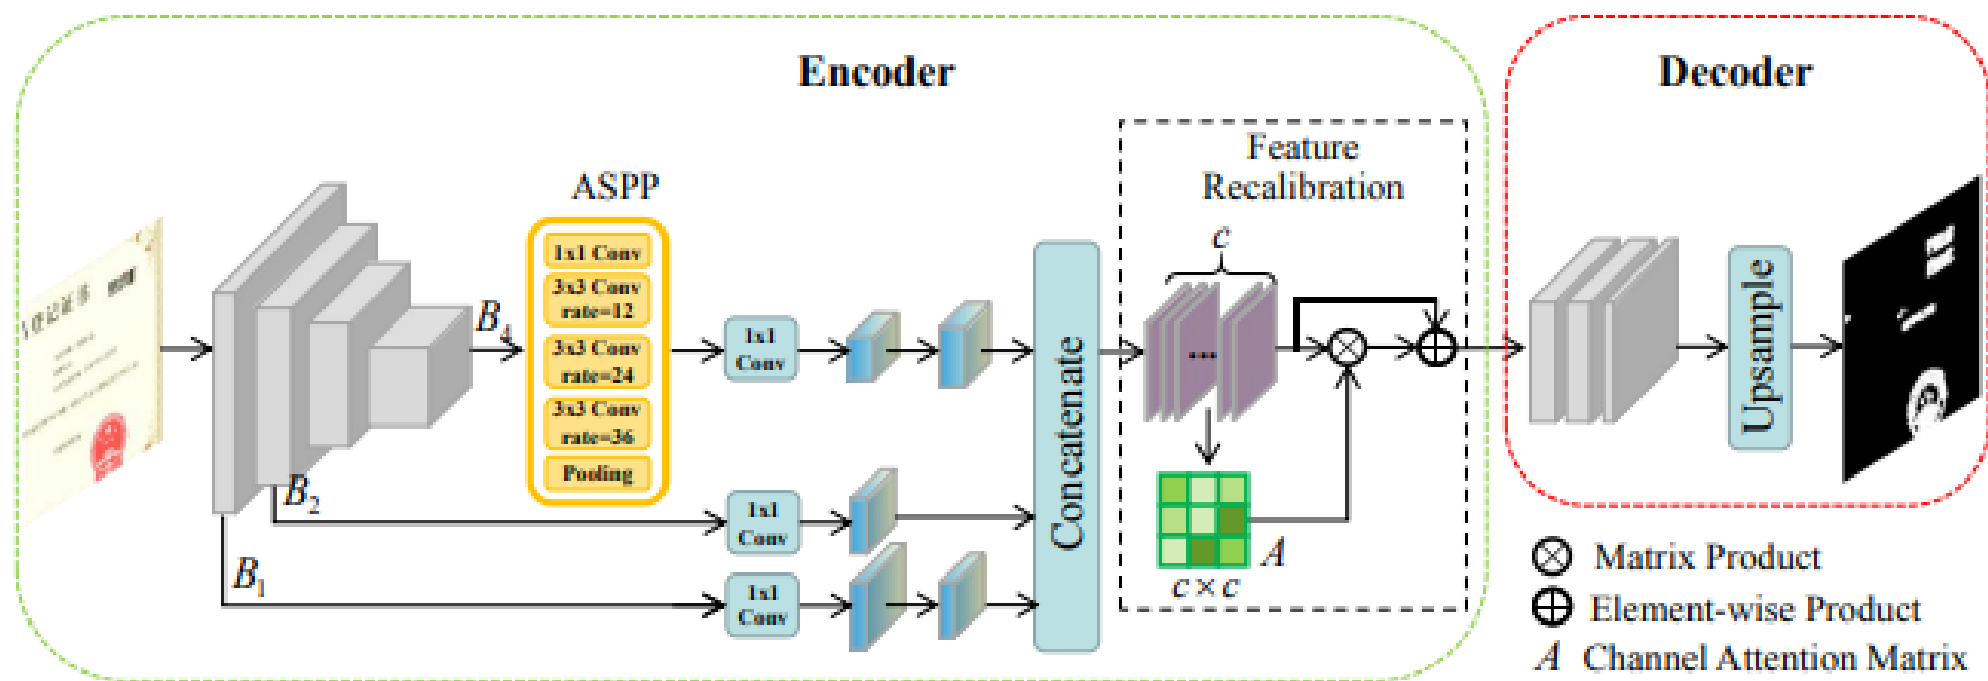 Encoder
Decoder
Feature
Recalibration
ASPP
1x1 Conv
3x3 Conv
rate=12
3x3 Conv
rate=24
3x3 Conv
rate=36
Pooling
B4
B2
B1
1x1
Conv
1x1
Conv
1x1
Conv
Concatenate
c
...
A
c×c
Upsample
Matrix Product
Element-wise Product
A Channel Attention Matrix